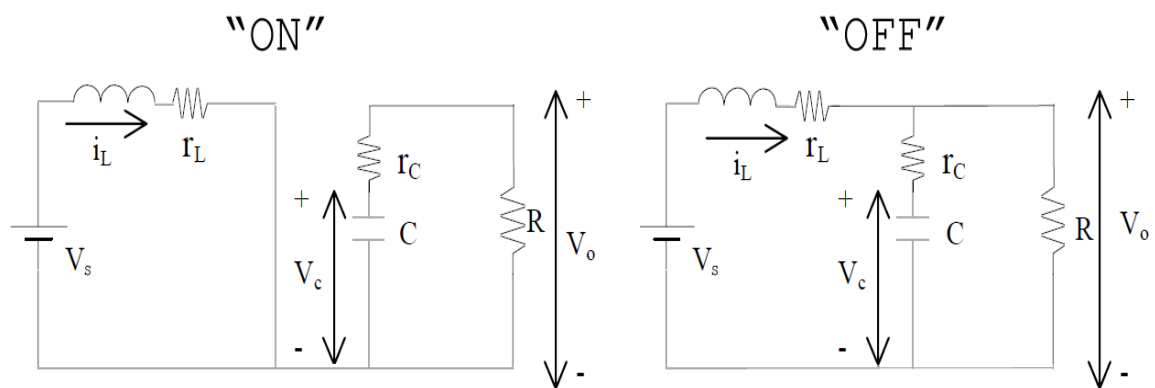 “ON”
i_L
r_L
r_C
+
C
V_s
V_c
-
R
+
V_o
-
“OFF”
i_L
r_L
r_C
+
C
V_s
V_c
-
R
+
V_o
-